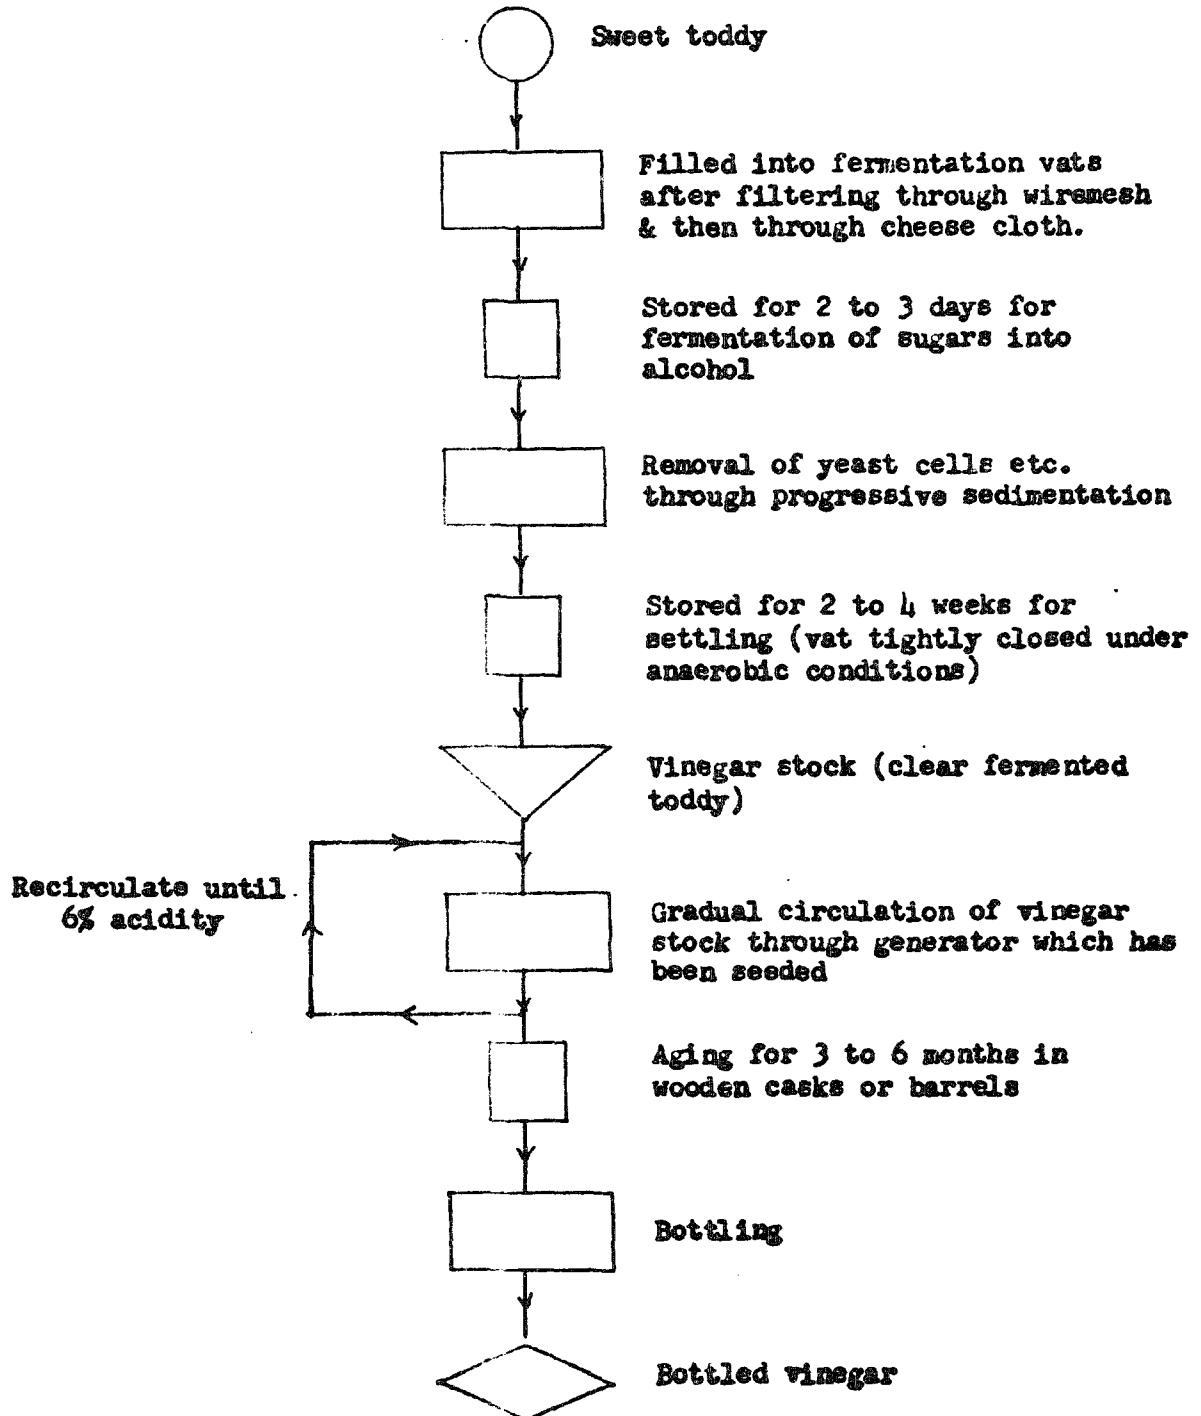 Sweet toddy
Filled into fermentation vats
after filtering through wiremesh
& then through cheese cloth.
Stored for 2 to 3 days for
fermentation of sugars into
alcohol
Removal of yeast cells etc.
through progressive sedimentation
Stored for 2 to 4 weeks for
settling (vat tightly closed under
anaerobic conditions)
Vinegar stock (clear fermented
toddy)
Recirculate until
6% acidity
Gradual circulation of vinegar
stock through generator which has
been seeded
Aging for 3 to 6 months in
wooden casks or barrels
Bottling
Bottled vinegar